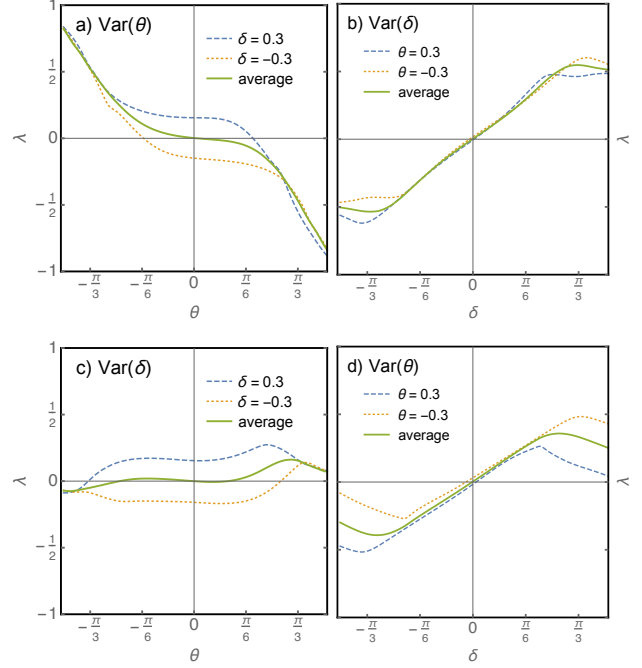 a) Var(θ)
δ = 0.3
δ = −0.3
average
1
1/2
0
−1/2
−1
λ
−π/3
−π/6
0
π/6
π/3
θ
b) Var(δ)
θ = 0.3
θ = −0.3
average
λ
−π/3
−π/6
0
π/6
π/3
δ
c) Var(δ)
δ = 0.3
δ = −0.3
average
1
1/2
0
−1/2
−1
λ
−π/3
−π/6
0
π/6
π/3
θ
d) Var(θ)
θ = 0.3
θ = −0.3
average
λ
−π/3
−π/6
0
π/6
π/3
δ